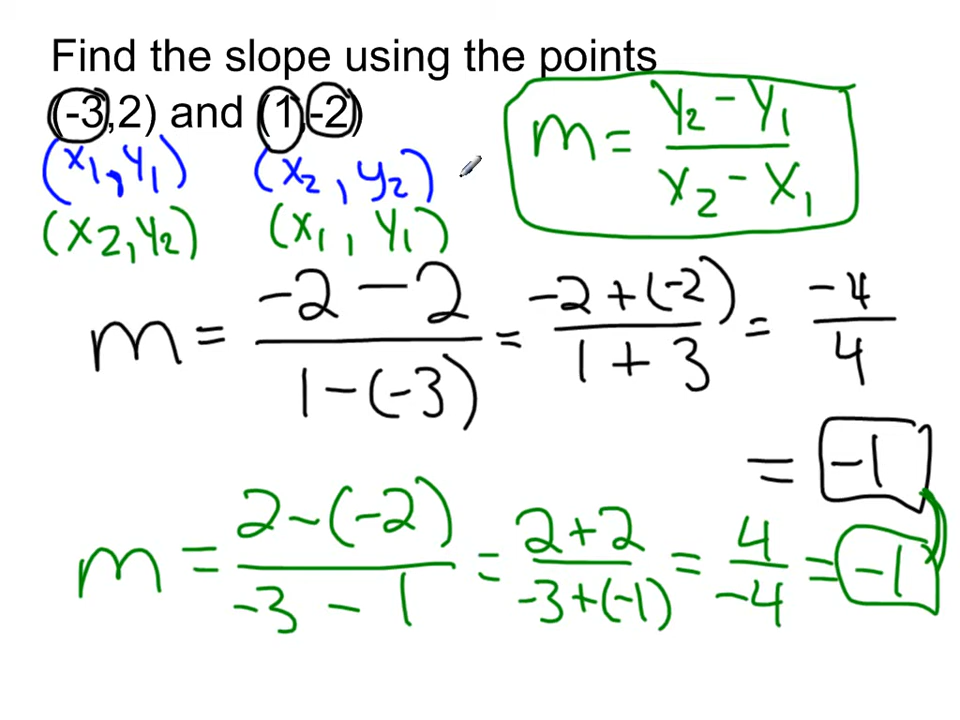 Find the slope using the points
(-3,2) and (1,-2)
m = (y₂ - y₁)/(x₂ - x₁)
(x₁, y₁) (x₂, y₂)
(x₂, y₂) (x₁, y₁)
m = (-2 - 2)/(1 - (-3)) = (-2 + (-2))/(1 + 3) = -4/4
= -1
m = (2 - (-2))/(-3 - 1) = (2 + 2)/(-3 + (-1)) = 4/-4 = -1